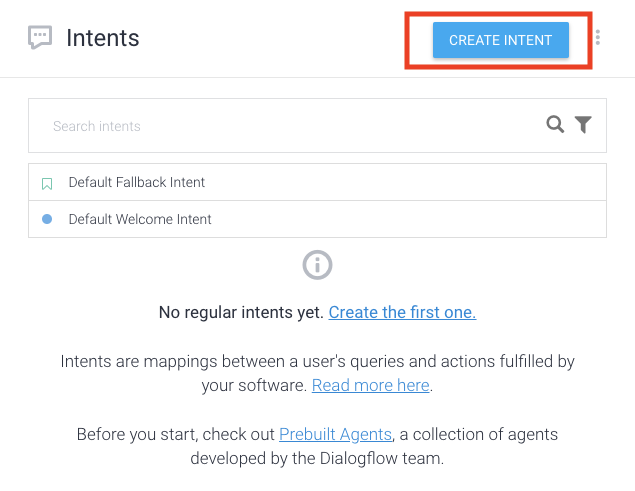 Intents
CREATE INTENT
Search intents
Default Fallback Intent
Default Welcome Intent
No regular intents yet. Create the first one.
Intents are mappings between a user's queries and actions fulfilled by
your software. Read more here.
Before you start, check out Prebuilt Agents, a collection of agents
developed by the Dialogflow team.